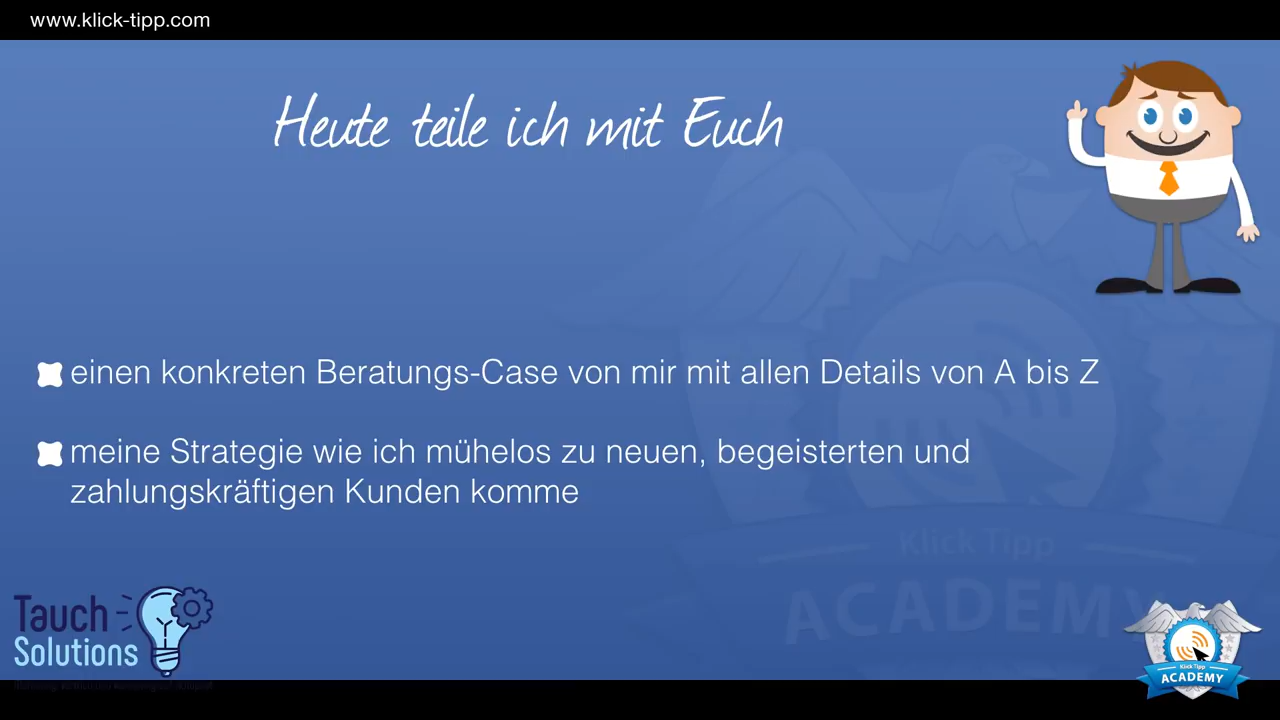 www.klick-tipp.com
Heute teile ich mit Euch
einen konkreten Beratungs-Case von mir mit allen Details von A bis Z
meine Strategie wie ich mühelos zu neuen, begeisterten und
zahlungskräftigen Kunden komme
Klick Tipp
ACADEMY
Tauch
Solutions
Klick Tipp
ACADEMY